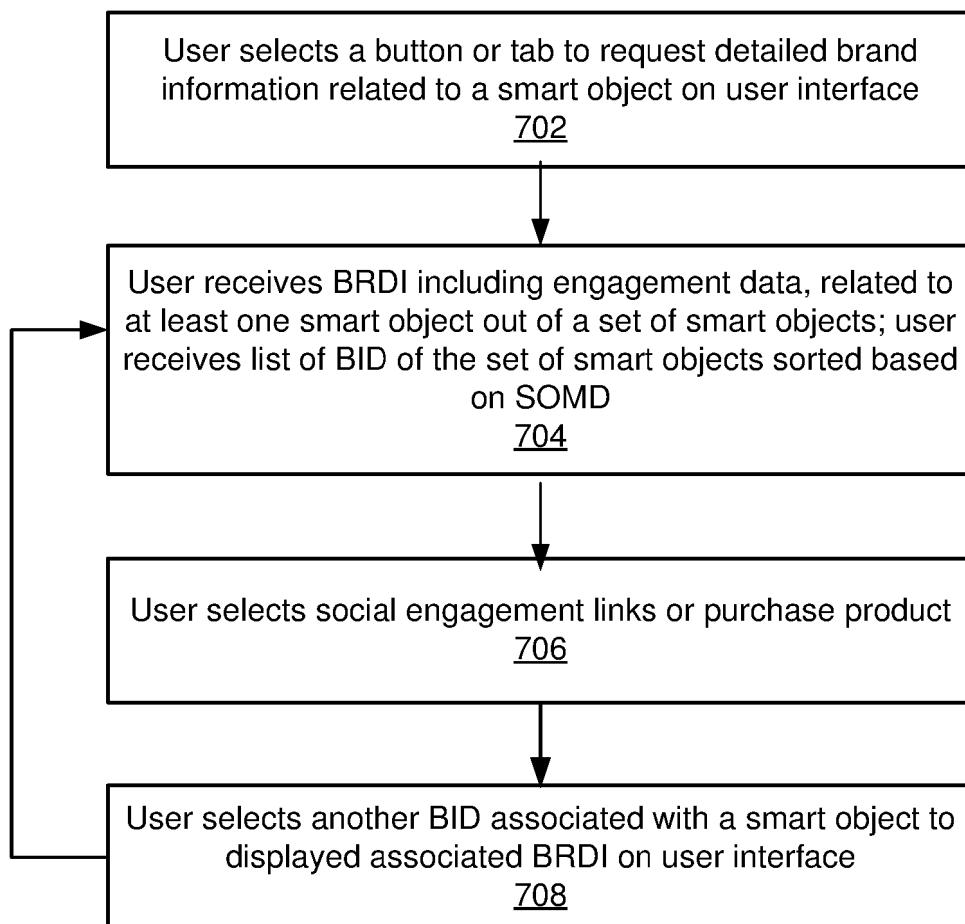 User selects a button or tab to request detailed brand
information related to a smart object on user interface
702
User receives BRDI including engagement data, related to
at least one smart object out of a set of smart objects; user
receives list of BID of the set of smart objects sorted based
on SOMD
704
User selects social engagement links or purchase product
706
User selects another BID associated with a smart object to
displayed associated BRDI on user interface
708